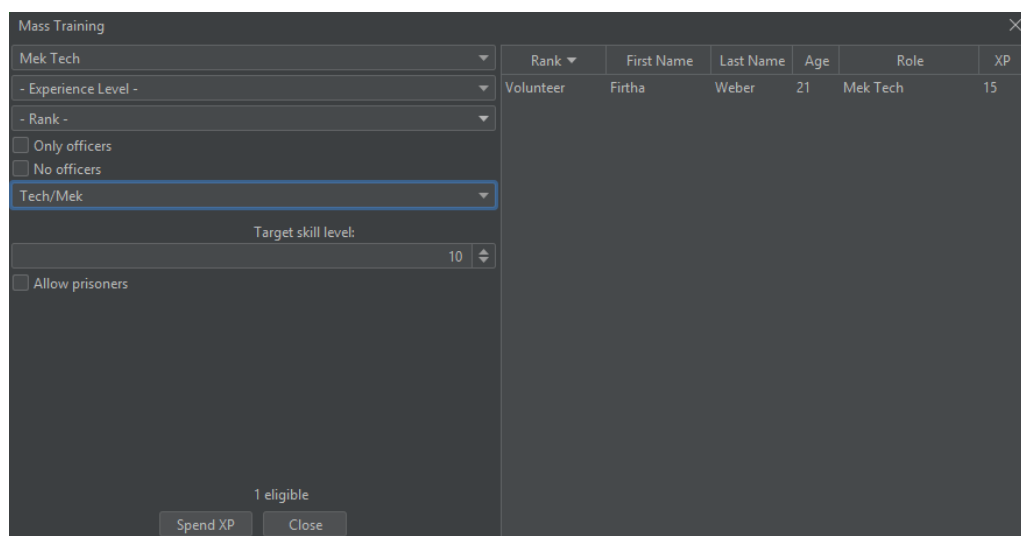 Mass Training
Mek Tech
- Experience Level -
- Rank -
Only officers
No officers
Tech/Mek
Target skill level:
10
Allow prisoners
1 eligible
Spend XP Close
Rank First Name Last Name Age Role XP
Volunteer Firtha Weber 21 Mek Tech 15